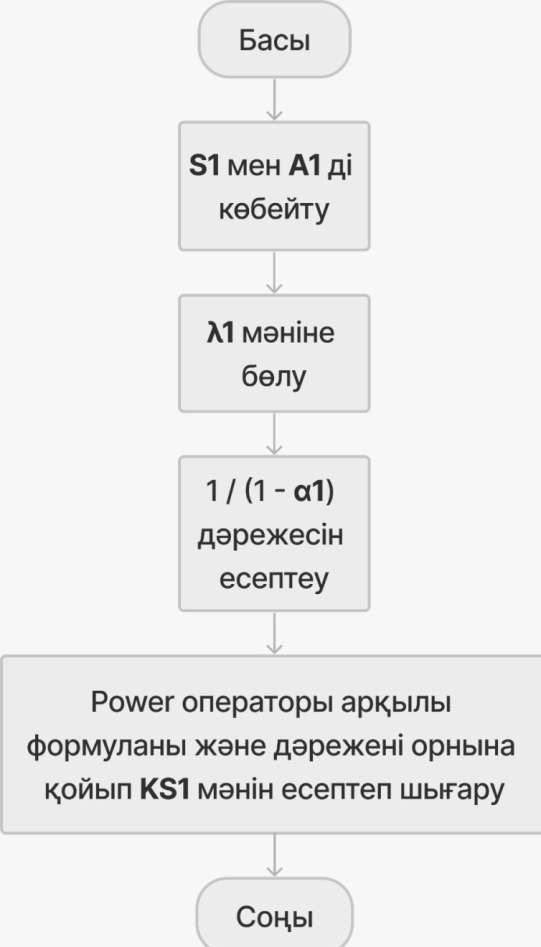 Басы
S1 мен A1 ді
көбейту
λ1 мәніне
бөлу
1 / (1 - α1)
дәрежесін
есептеу
Power операторы арқылы
формуланы және дәрежені орнына
қойып KS1 мәнін есептеп шығару
Соңы